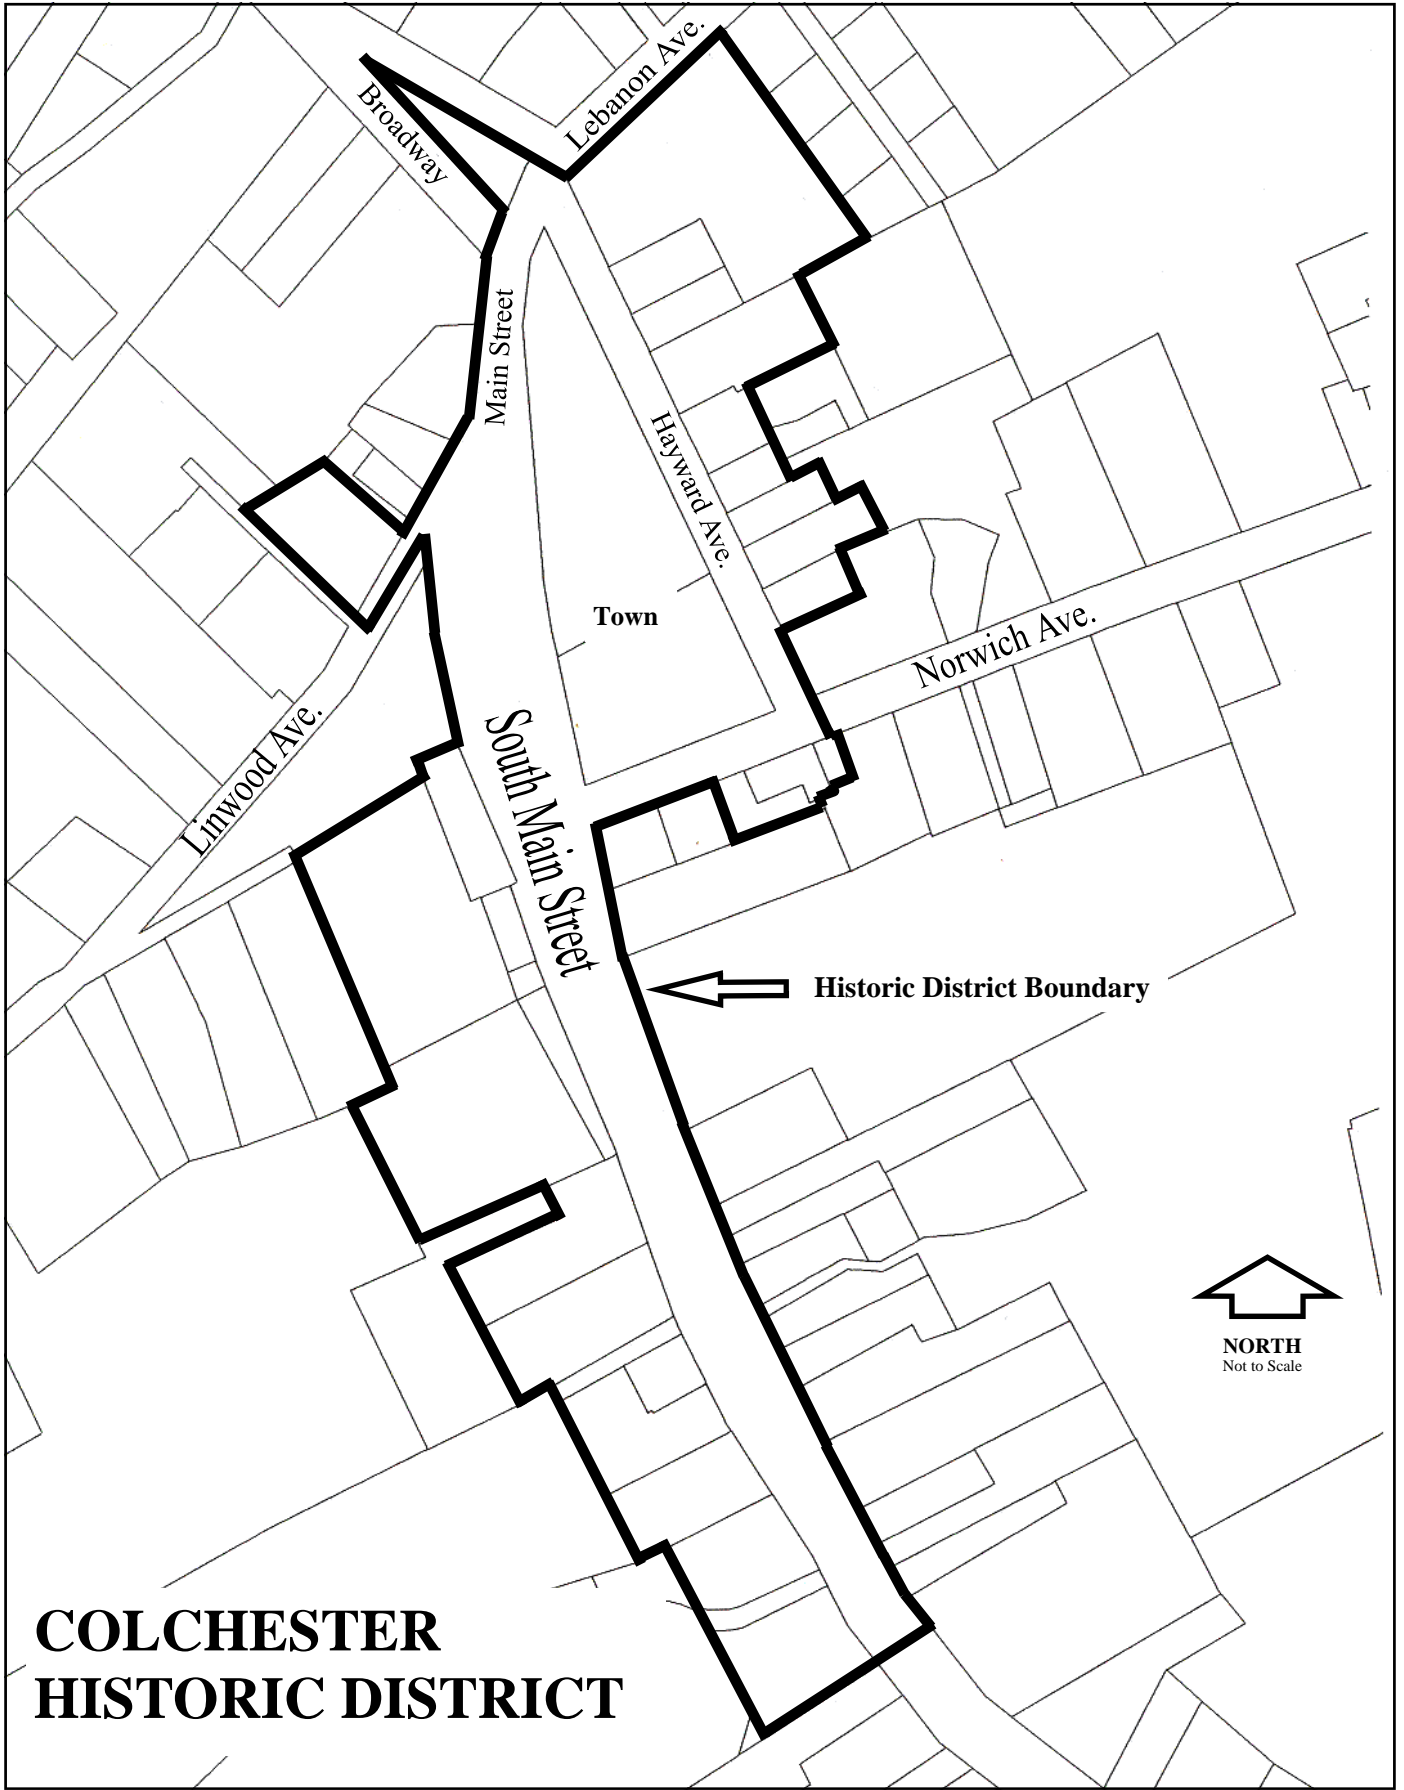 Lebanon Ave.
Broadway
Main Street
Hayward Ave.
Town
Norwich Ave.
South Main Street
Linwood Ave.
Historic District Boundary
NORTH
Not to Scale
COLCHESTER
HISTORIC DISTRICT